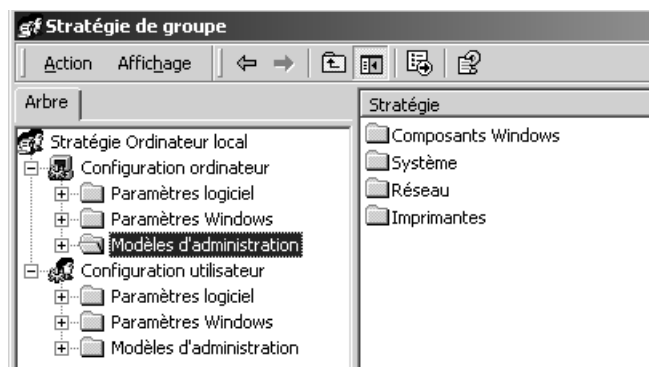 Stratégie de groupe
Action Affichage
Arbre
Stratégie
Stratégie Ordinateur local
Configuration ordinateur
Paramètres logiciel
Paramètres Windows
Modèles d'administration
Configuration utilisateur
Paramètres logiciel
Paramètres Windows
Modèles d'administration
Composants Windows
Système
Réseau
Imprimantes